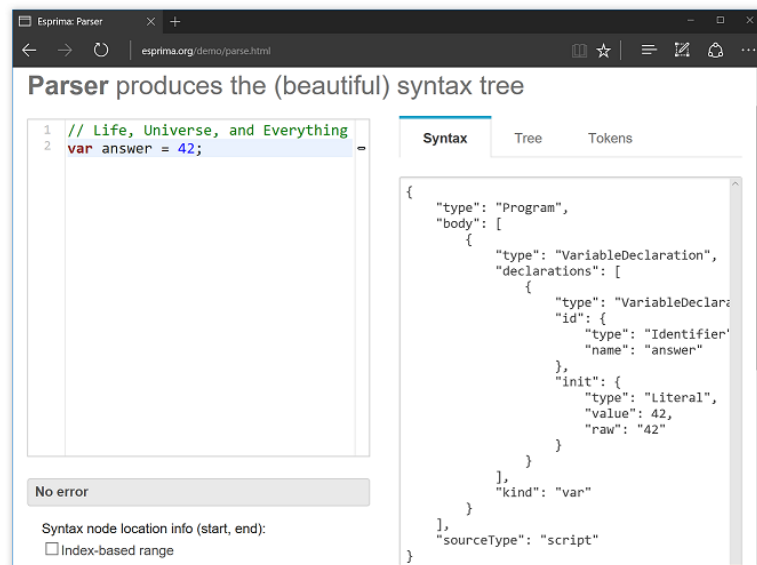 Esprima: Parser
esprima.org/demo/parse.html
Parser produces the (beautiful) syntax tree
1 // Life, Universe, and Everything
2 var answer = 42;
No error
Syntax node location info (start, end):
Index-based range
Syntax Tree Tokens
{
"type": "Program",
"body": [
{
"type": "VariableDeclaration",
"declarations": [
{
"type": "VariableDeclara
"id": {
"type": "Identifier"
"name": "answer"
},
"init": {
"type": "Literal",
"value": 42,
"raw": "42"
}
}
],
"kind": "var"
}
],
"sourceType": "script"
}